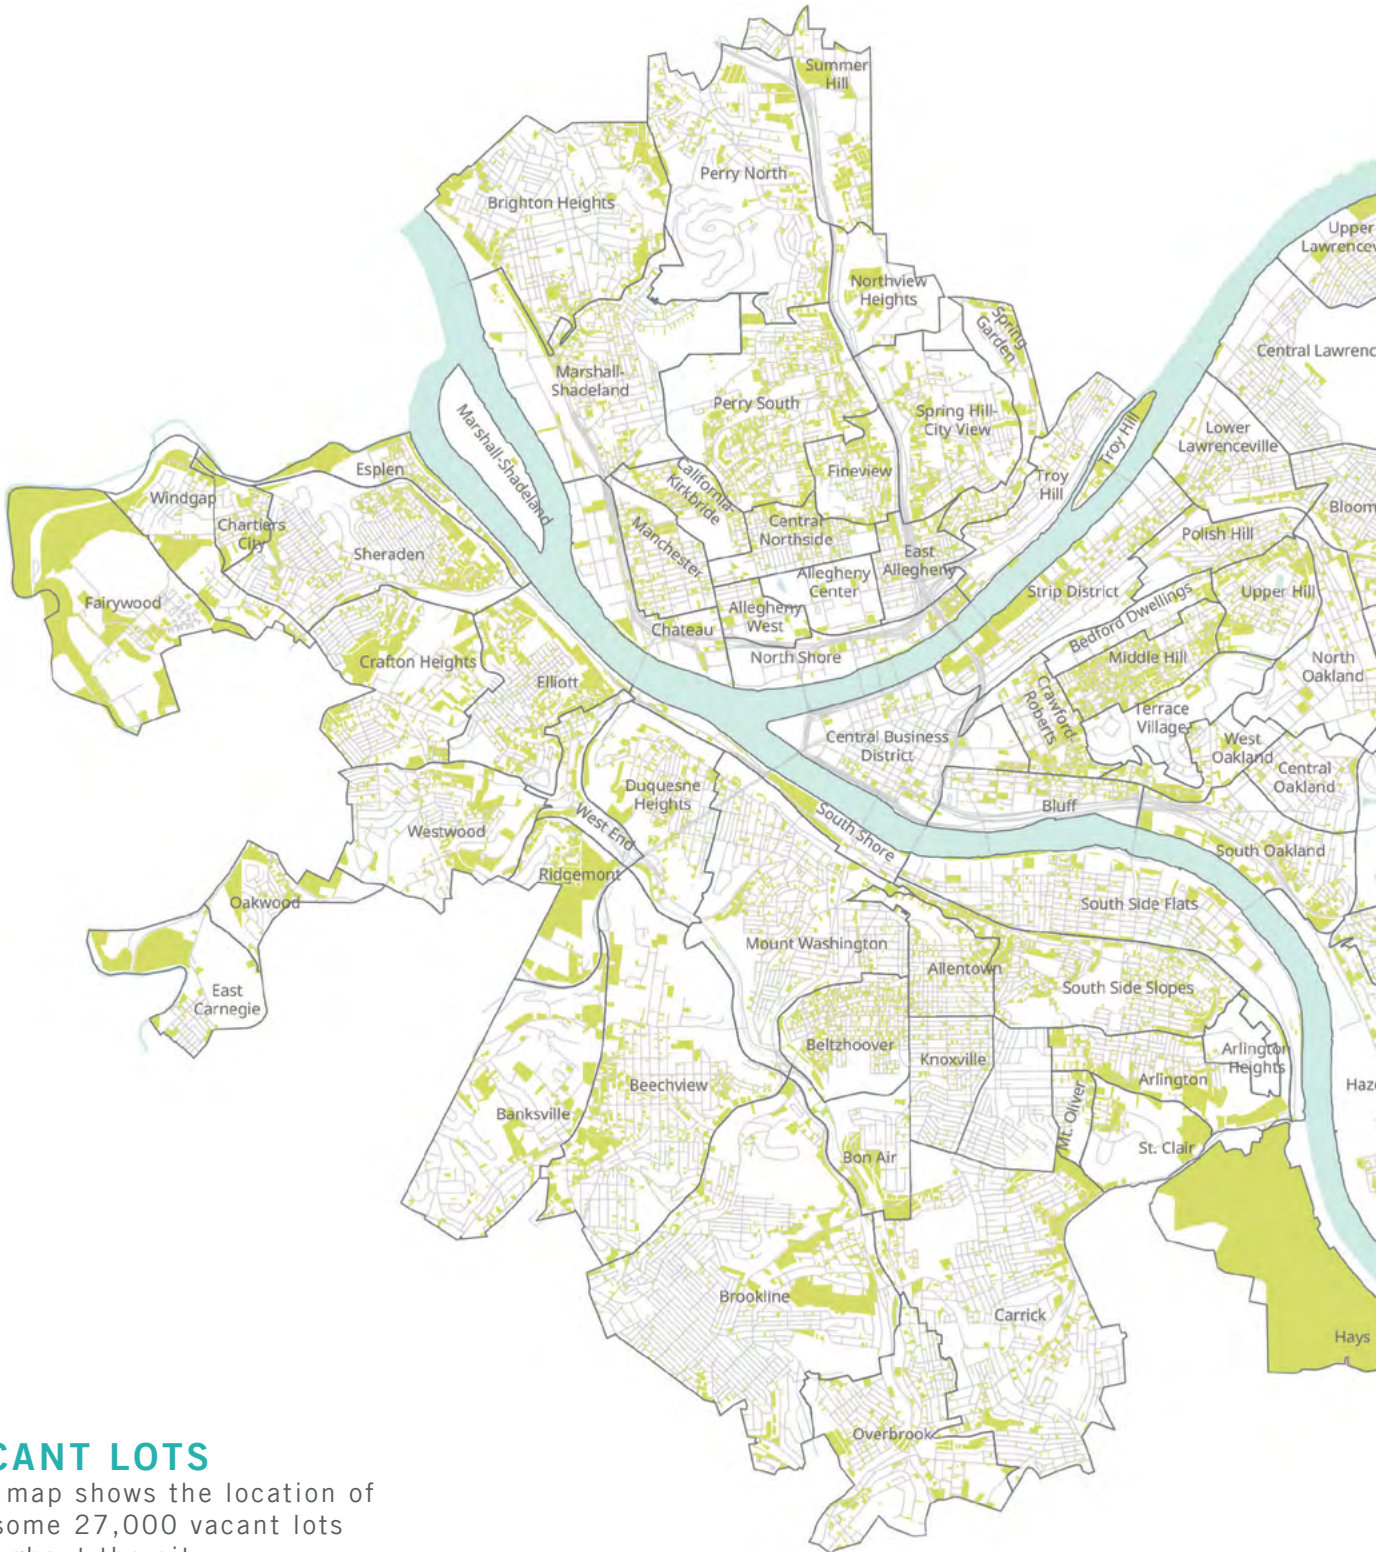 Summer
Hill
Perry North
Brighton Heights
Upper
Lawrencev
Northview
Heights
Spring
Garden
Central Lawrenc
Marshall-
Shadeland
Perry South
Spring Hill-
City View
Marshall-Shadeland
Troy Hill
Lower
Lawrenceville
Esplen
Fineview
Troy
Hill
California-
Kirkbride
Windgap
Chartiers
City
Bloom
Central
Northside
Manchester
Polish Hill
Sheraden
East
Allegheny
Allegheny
Center
Strip District
Upper Hill
Fairywood
Allegheny
West
Bedford Dwellings
Chateau
North Shore
Middle Hill
North
Oakland
Crafton Heights
Elliott
Crawford-
Roberts
Terrace
Village
Central Business
District
West
Oakland
Central
Oakland
Duquesne
Heights
Bluff
West End
South Shore
Westwood
South Oakland
Ridgemont
Oakwood
South Side Flats
Mount Washington
Allentown
South Side Slopes
East
Carnegie
Beltzhoover
Knoxville
Arlington
Heights
Beechview
Arlington
Haz
Banksville
Mt. Oliver
Bon Air
St. Clair
Brookline
Carrick
Hays
Overbrook
CANT LOTS
map shows the location of
some 27,000 vacant lots